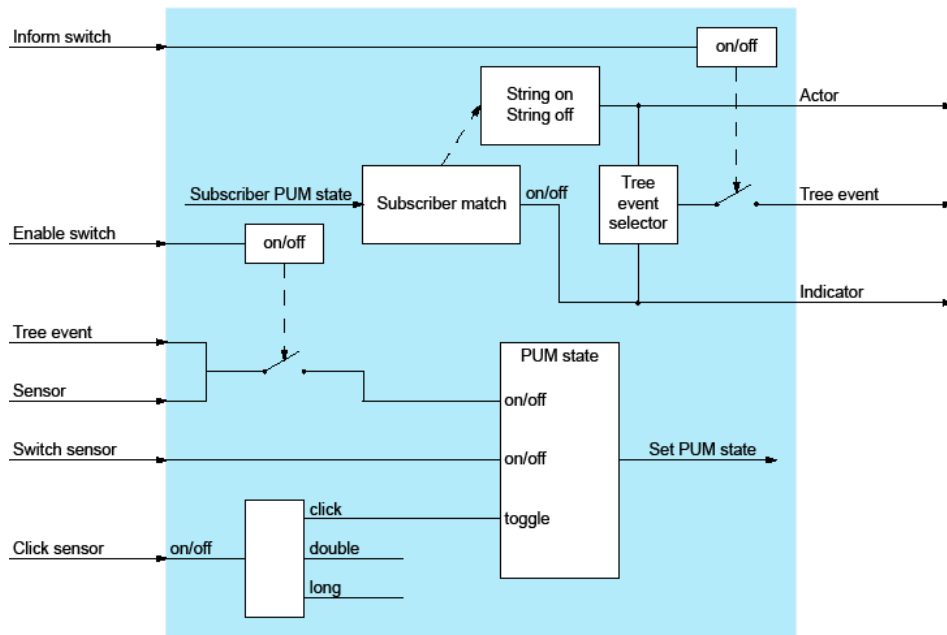 Inform switch
on/off
String on
String off
Actor
Subscriber PUM state
Subscriber match
on/off
Tree
event
selector
Tree event
Enable switch
on/off
Indicator
Tree event
PUM state
Sensor
on/off
Switch sensor
on/off
Set PUM state
click
toggle
Click sensor
on/off
double
long